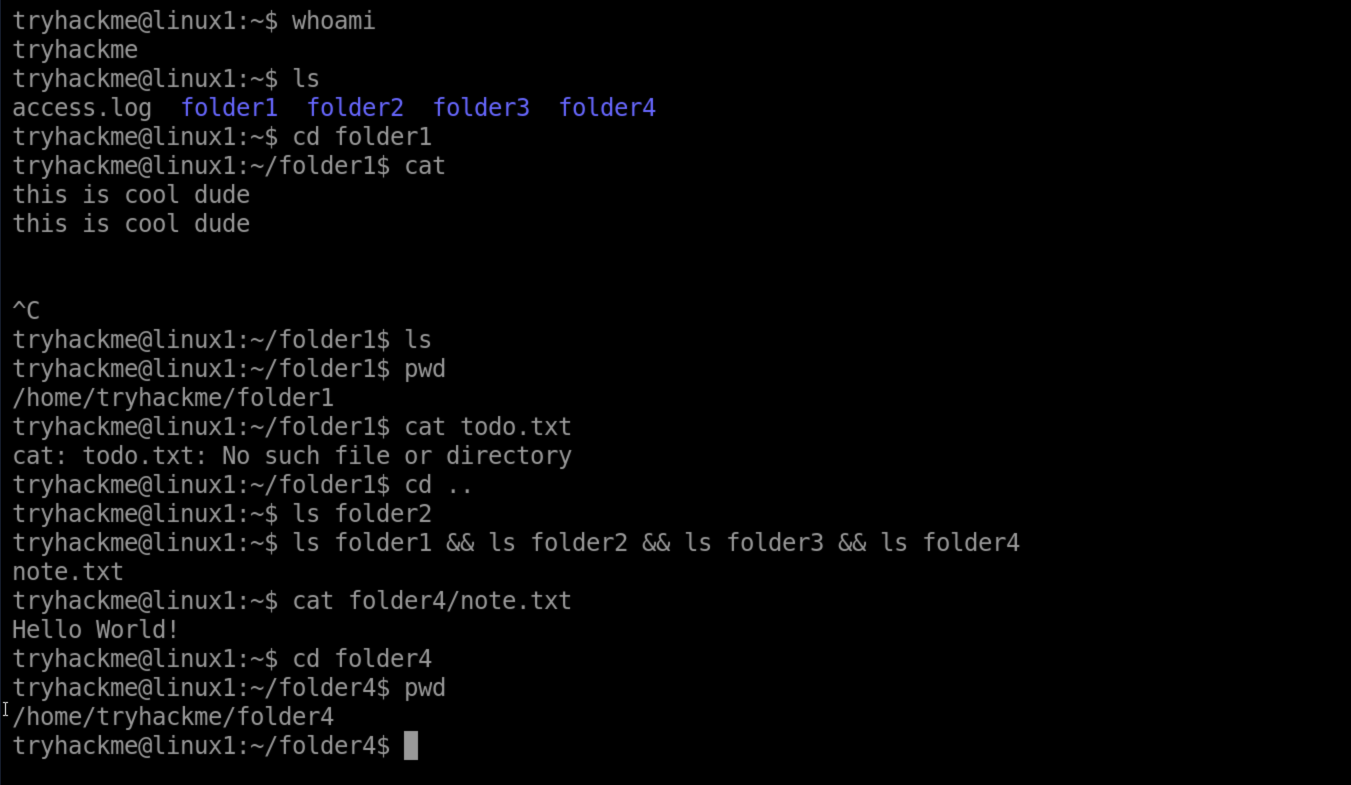 tryhackme@linux1:~$ whoami
tryhackme
tryhackme@linux1:~$ ls
access.log  folder1  folder2  folder3  folder4
tryhackme@linux1:~$ cd folder1
tryhackme@linux1:~/folder1$ cat
this is cool dude
this is cool dude
^C
tryhackme@linux1:~/folder1$ ls
tryhackme@linux1:~/folder1$ pwd
/home/tryhackme/folder1
tryhackme@linux1:~/folder1$ cat todo.txt
cat: todo.txt: No such file or directory
tryhackme@linux1:~/folder1$ cd ..
tryhackme@linux1:~$ ls folder2
tryhackme@linux1:~$ ls folder1 && ls folder2 && ls folder3 && ls folder4
note.txt
tryhackme@linux1:~$ cat folder4/note.txt
Hello World!
tryhackme@linux1:~$ cd folder4
tryhackme@linux1:~/folder4$ pwd
/home/tryhackme/folder4
tryhackme@linux1:~/folder4$